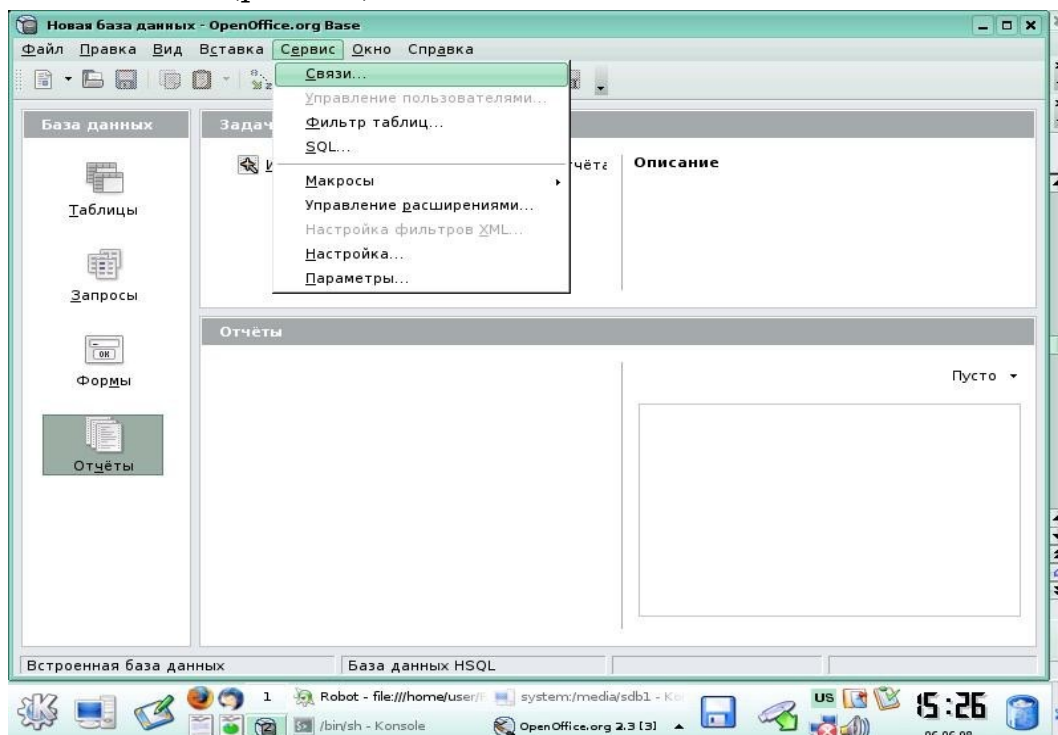 Новая база данных - OpenOffice.org Base
Файл Правка Вид Вставка Сервис Окно Справка
Связи...
Управление пользователями...
Фильтр таблиц...
SQL...
Макросы
Управление расширениями...
Настройка фильтров XML...
Настройка...
Параметры...
База данных
Таблицы
Запросы
Формы
Отчёты
Описание
Отчёты
Пусто
Встроенная база данных
База данных HSQL
1
Robot - file:///home/user/
system:/media/sdb1 - Ko
US
15:26
/bin/sh - Konsole
OpenOffice.org 2.3 [3]